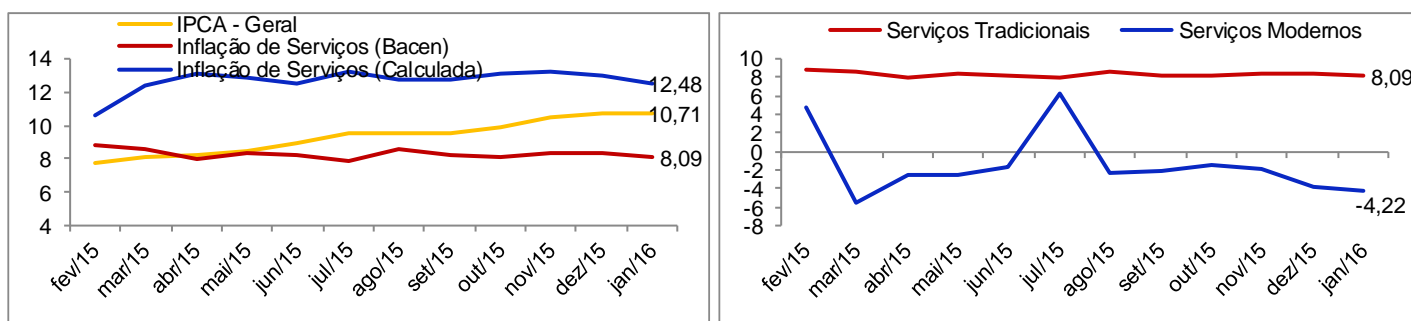 IPCA - Geral
Inflação de Serviços (Bacen)
Inflação de Serviços (Calculada)
14
12
10
8
6
4
12,48
10,71
8,09
fev/15
mar/15
abr/15
mai/15
jun/15
jul/15
ago/15
set/15
out/15
nov/15
dez/15
jan/16
Serviços Tradicionais
Serviços Modernos
10
8
6
4
2
0
-2
-4
-6
-8
8,09
-4,22
fev/15
mar/15
abr/15
mai/15
jun/15
jul/15
ago/15
set/15
out/15
nov/15
dez/15
jan/16